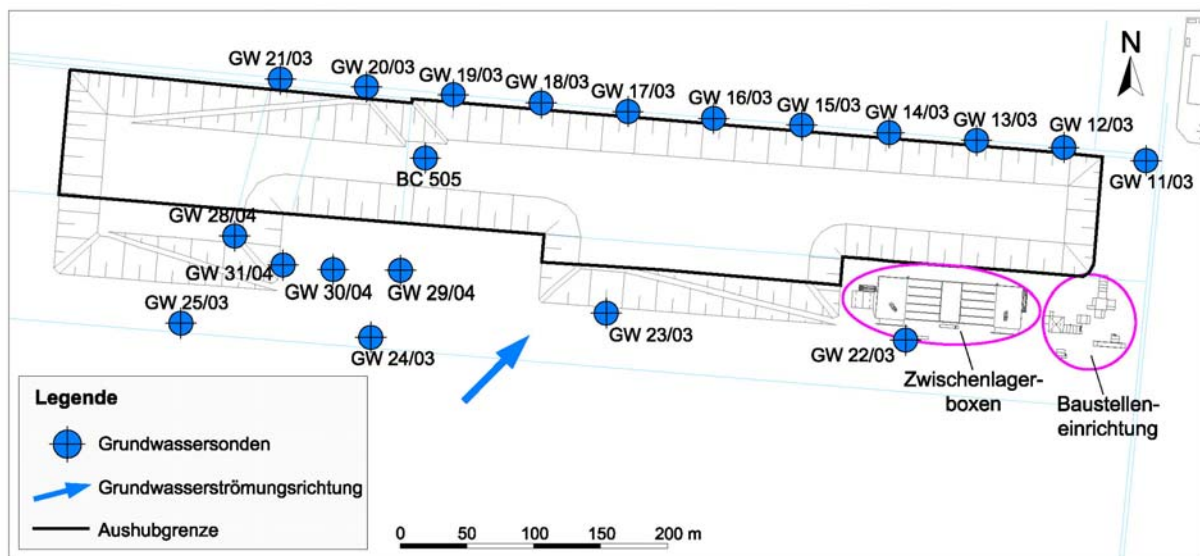 N
GW 21/03
GW 20/03
GW 19/03
GW 18/03
GW 17/03
GW 16/03
GW 15/03
GW 14/03
GW 13/03
GW 12/03
GW 11/03
BC 505
GW 28/04
GW 31/04
GW 30/04
GW 29/04
GW 25/03
GW 24/03
GW 23/03
GW 22/03
Zwischenlager-
boxen
Baustellen-
einrichtung
Legende
Grundwassersonden
Grundwasserströmungsrichtung
Aushubgrenze
0 50 100 150 200 m